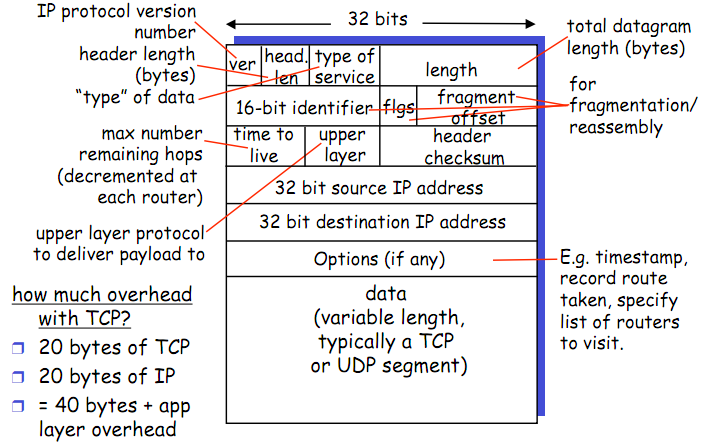 32 bits
IP protocol version
number
header length
(bytes)
"type" of data
ver
head.
len
type of
service
length
total datagram
length (bytes)
16-bit identifier
flgs
fragment
offset
for
fragmentation/
reassembly
max number
remaining hops
(decremented at
each router)
time to
live
upper
layer
header
checksum
32 bit source IP address
upper layer protocol
to deliver payload to
32 bit destination IP address
Options (if any)
E.g. timestamp,
record route
taken, specify
list of routers
to visit.
data
(variable length,
typically a TCP
or UDP segment)
how much overhead
with TCP?
❒ 20 bytes of TCP
❒ 20 bytes of IP
❒ = 40 bytes + app
layer overhead